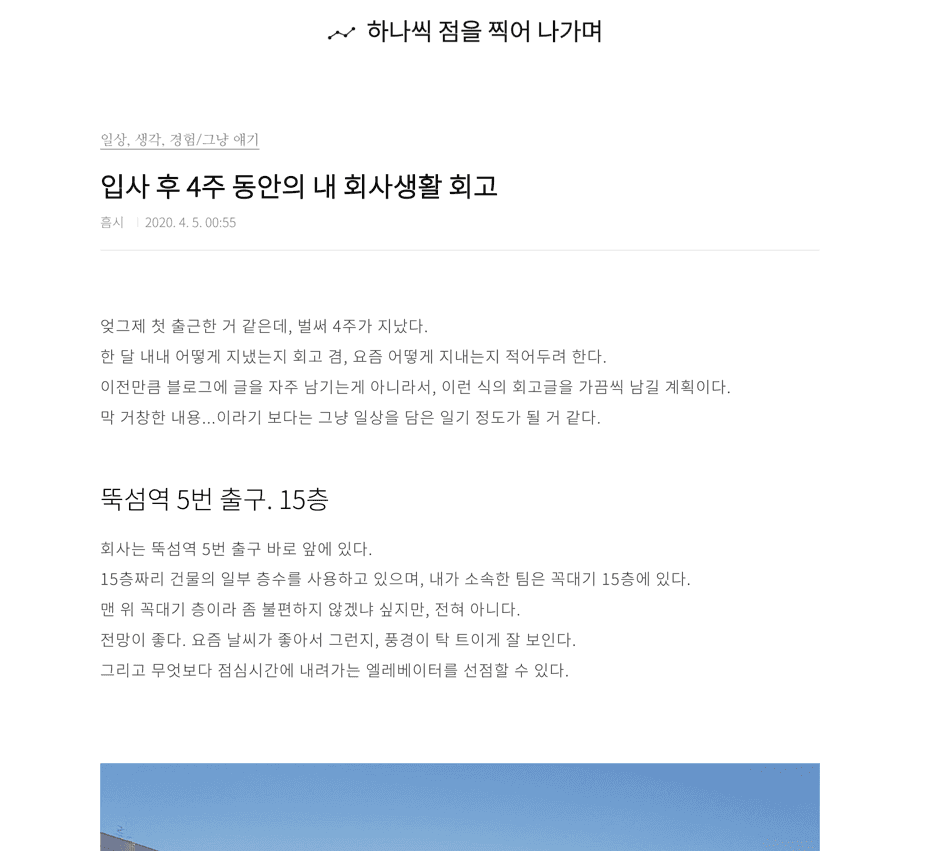 하나씩 점을 찍어 나가며
일상, 생각, 경험/그냥 얘기
입사 후 4주 동안의 내 회사생활 회고
흠시 | 2020. 4. 5. 00:55
엊그제 첫 출근한 거 같은데, 벌써 4주가 지났다.
한 달 내내 어떻게 지냈는지 회고 겸, 요즘 어떻게 지내는지 적어두려 한다.
이전만큼 블로그에 글을 자주 남기는게 아니라서, 이런 식의 회고글을 가끔씩 남길 계획이다.
막 거창한 내용...이라기 보다는 그냥 일상을 담은 일기 정도가 될 거 같다.
뚝섬역 5번 출구. 15층
회사는 뚝섬역 5번 출구 바로 앞에 있다.
15층짜리 건물의 일부 층수를 사용하고 있으며, 내가 소속한 팀은 꼭대기 15층에 있다.
맨 위 꼭대기 층이라 좀 불편하지 않겠냐 싶지만, 전혀 아니다.
전망이 좋다. 요즘 날씨가 좋아서 그런지, 풍경이 탁 트이게 잘 보인다.
그리고 무엇보다 점심시간에 내려가는 엘레베이터를 선점할 수 있다.